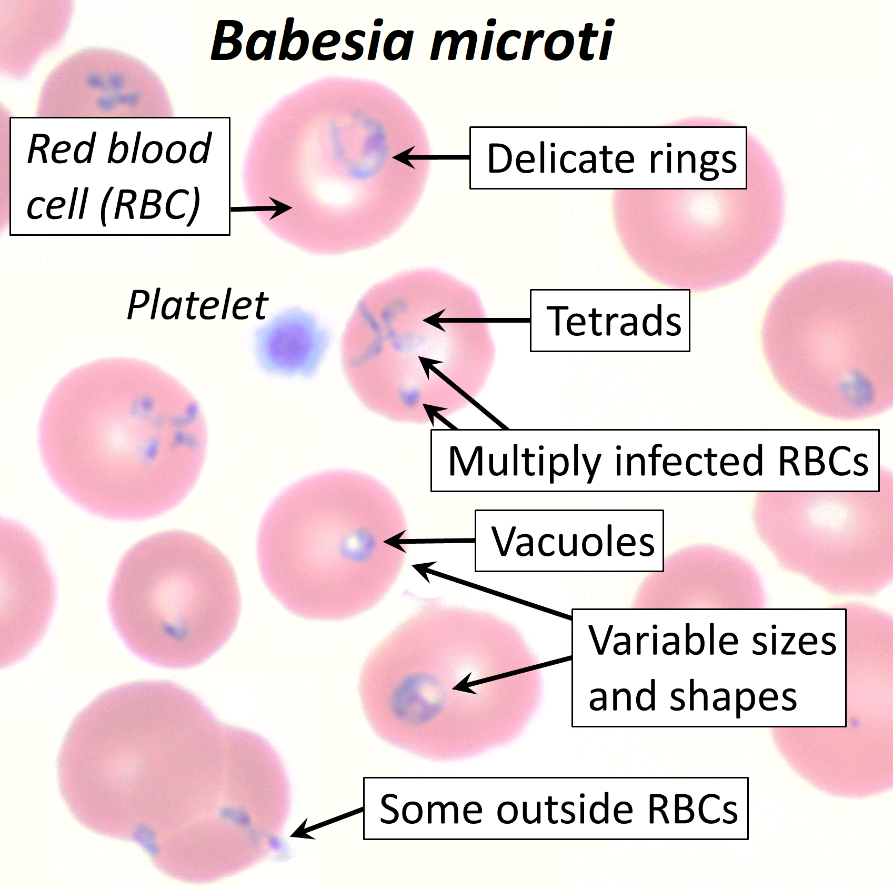 Babesia microti
Red blood
cell (RBC)
Delicate rings
Platelet
Tetrads
Multiply infected RBCs
Vacuoles
Variable sizes
and shapes
Some outside RBCs